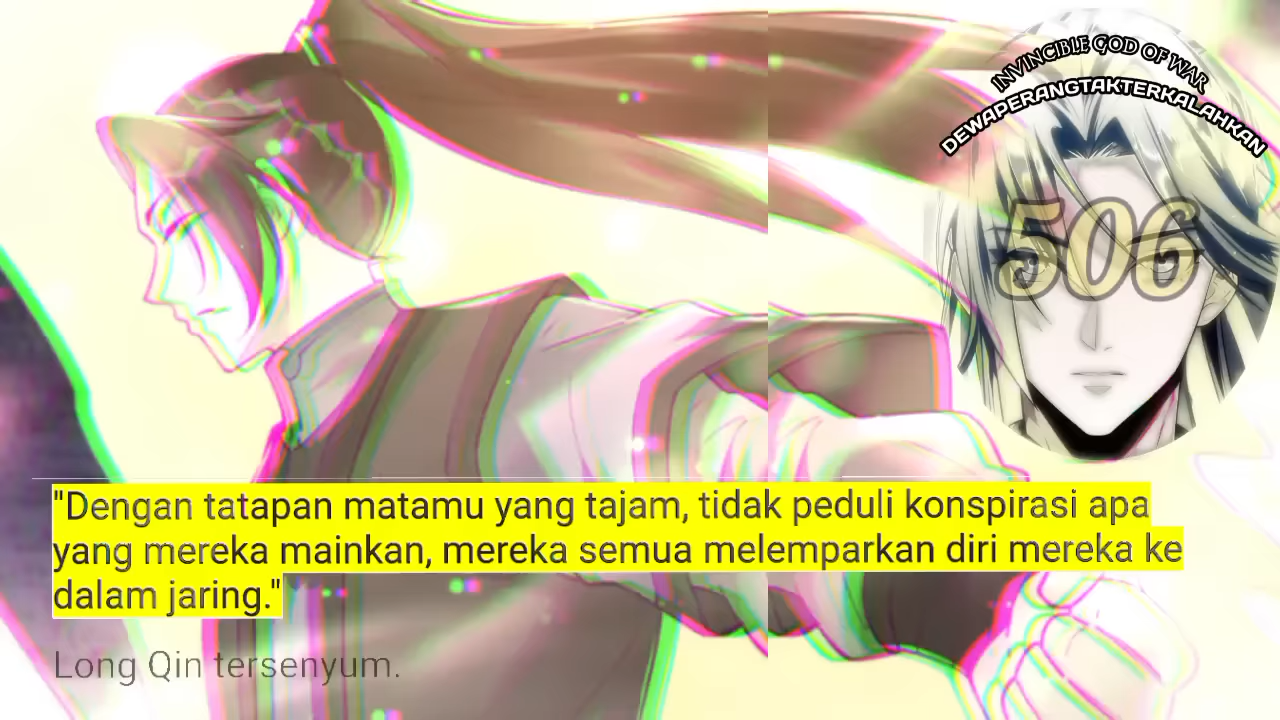 INVINCIBLE GOD OF WAR
DEWAPERANGTAKTERKALAHKAN
506
"Dengan tatapan matamu yang tajam, tidak peduli konspirasi apa
yang mereka mainkan, mereka semua melemparkan diri mereka ke
dalam jaring."
Long Qin tersenyum.